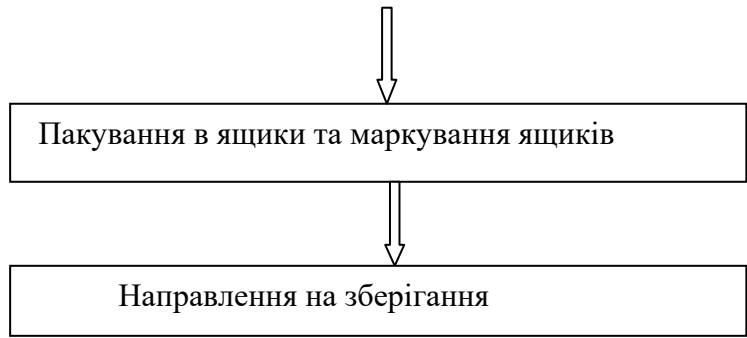 Пакування в ящики та маркування ящиків
Направлення на зберігання